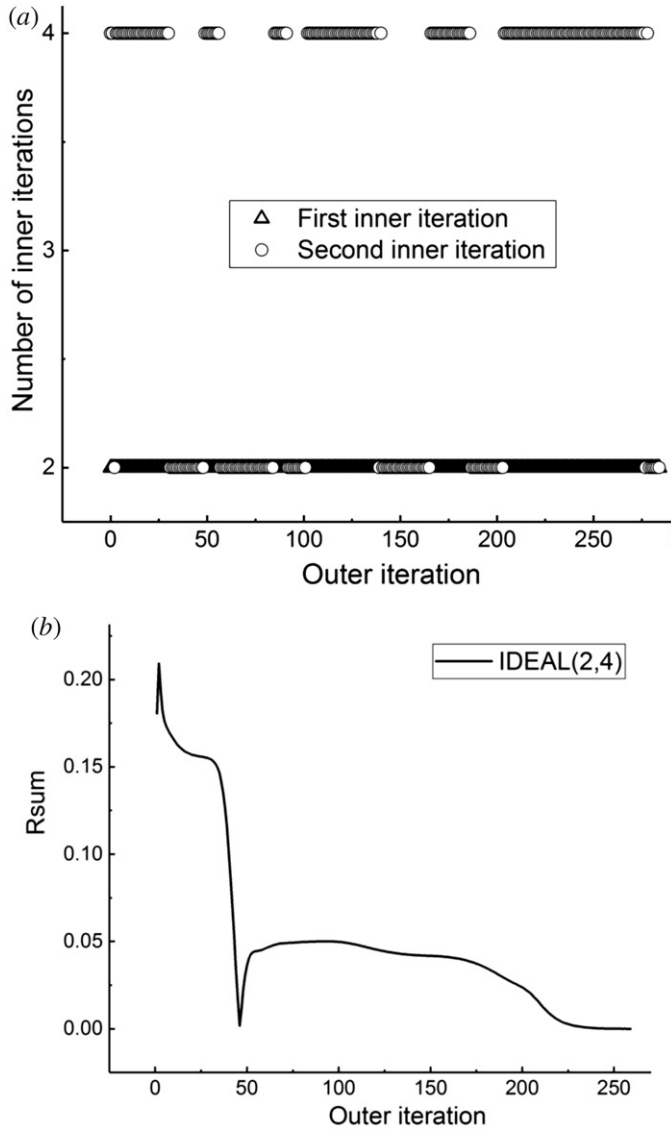 (a)
4
3
2
Number of inner iterations
First inner iteration
Second inner iteration
0
50
100
150
200
250
Outer iteration
(b)
IDEAL(2,4)
0.20
0.15
0.10
0.05
0.00
Rsum
0
50
100
150
200
250
Outer iteration